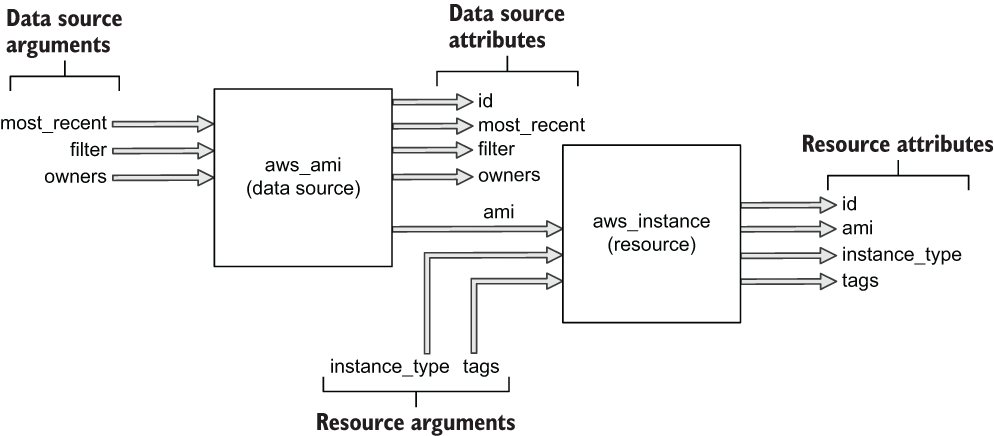 Data source
arguments
most_recent
filter
owners
aws_ami
(data source)
Data source
attributes
id
most_recent
filter
owners
ami
instance_type tags
Resource arguments
aws_instance
(resource)
Resource attributes
id
ami
instance_type
tags